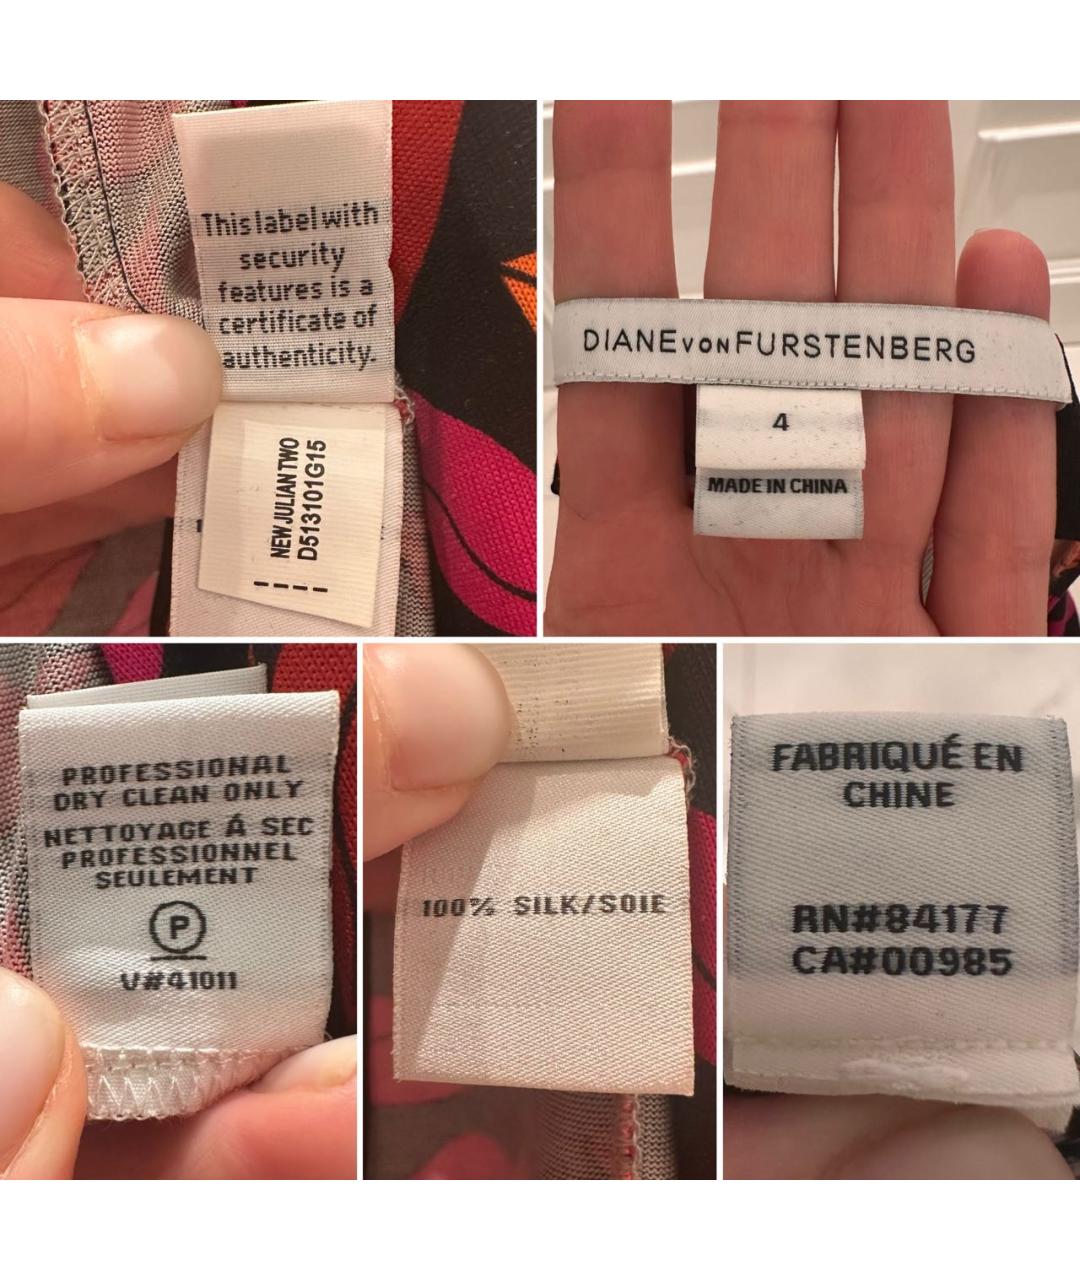 This label with
security
features is a
certificate of
authenticity.
NEW JULIAN TWO
D513101G15
DIANE VON FURSTENBERG
4
MADE IN CHINA
PROFESSIONAL
DRY CLEAN ONLY
NETTOYAGE Á SEC
PROFESSIONNEL
SEULEMENT
P
V#41011
100% SILK/SOIE
FABRIQUÉ EN
CHINE
RN#84177
CA#00985